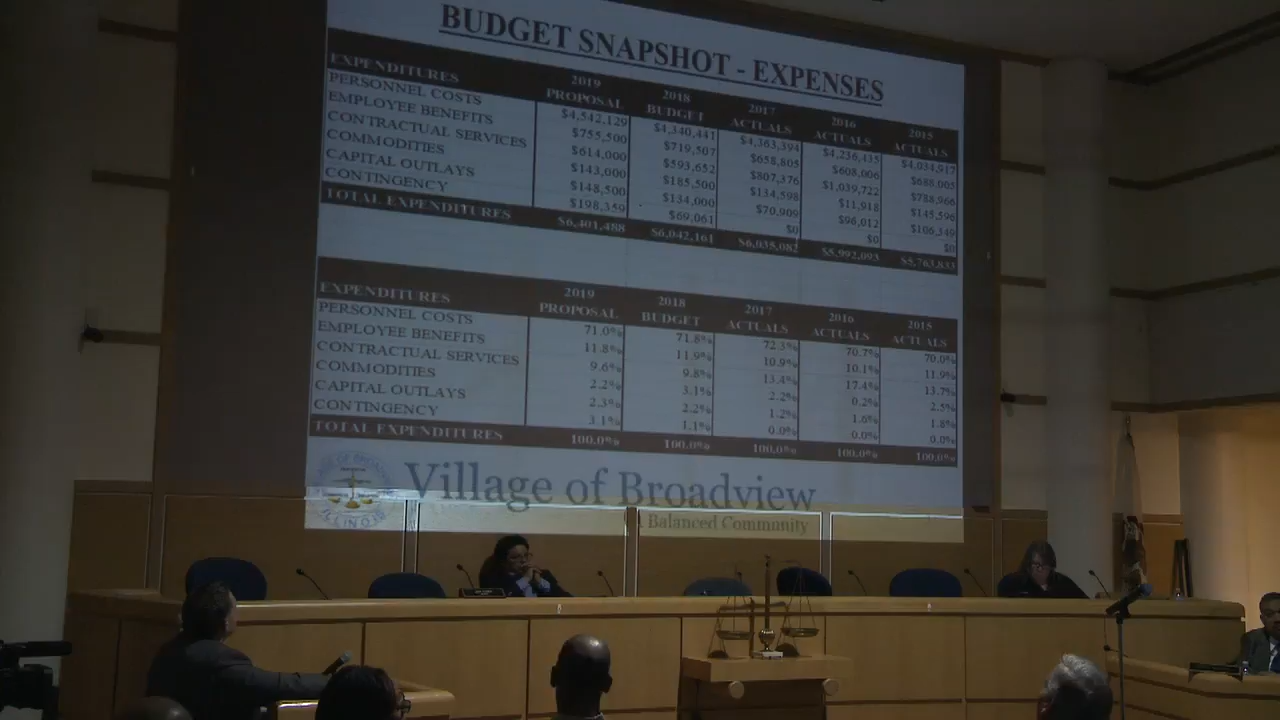 BUDGET SNAPSHOT - EXPENSES
EXPENDITURES 2019 PROPOSAL 2018 BUDGET 2017 ACTUALS 2016 ACTUALS 2015 ACTUALS
PERSONNEL COSTS $4,542,129 $4,340,441 $4,363,394 $4,236,435 $4,034,917
EMPLOYEE BENEFITS $755,500 $719,507 $658,805 $608,006 $688,005
CONTRACTUAL SERVICES $614,000 $593,652 $807,376 $1,039,722 $788,966
COMMODITIES $143,000 $185,500 $134,598 $11,918 $145,596
CAPITAL OUTLAYS $148,500 $134,000 $70,909 $96,012 $106,349
CONTINGENCY $198,359 $69,061 $0 $0 $0
TOTAL EXPENDITURES $6,401,488 $6,042,161 $6,035,082 $5,992,093 $5,763,833
EXPENDITURES 2019 PROPOSAL 2018 BUDGET 2017 ACTUALS 2016 ACTUALS 2015 ACTUALS
PERSONNEL COSTS 71.0% 71.8% 72.3% 70.7% 70.0%
EMPLOYEE BENEFITS 11.8% 11.9% 10.9% 10.1% 11.9%
CONTRACTUAL SERVICES 9.6% 9.8% 13.4% 17.4% 13.7%
COMMODITIES 2.2% 3.1% 2.2% 0.2% 2.5%
CAPITAL OUTLAYS 2.3% 2.2% 1.2% 1.6% 1.8%
CONTINGENCY 3.1% 1.1% 0.0% 0.0% 0.0%
TOTAL EXPENDITURES 100.0% 100.0% 100.0% 100.0% 100.0%
Village of Broadview
A Balanced Community
ILLINOIS